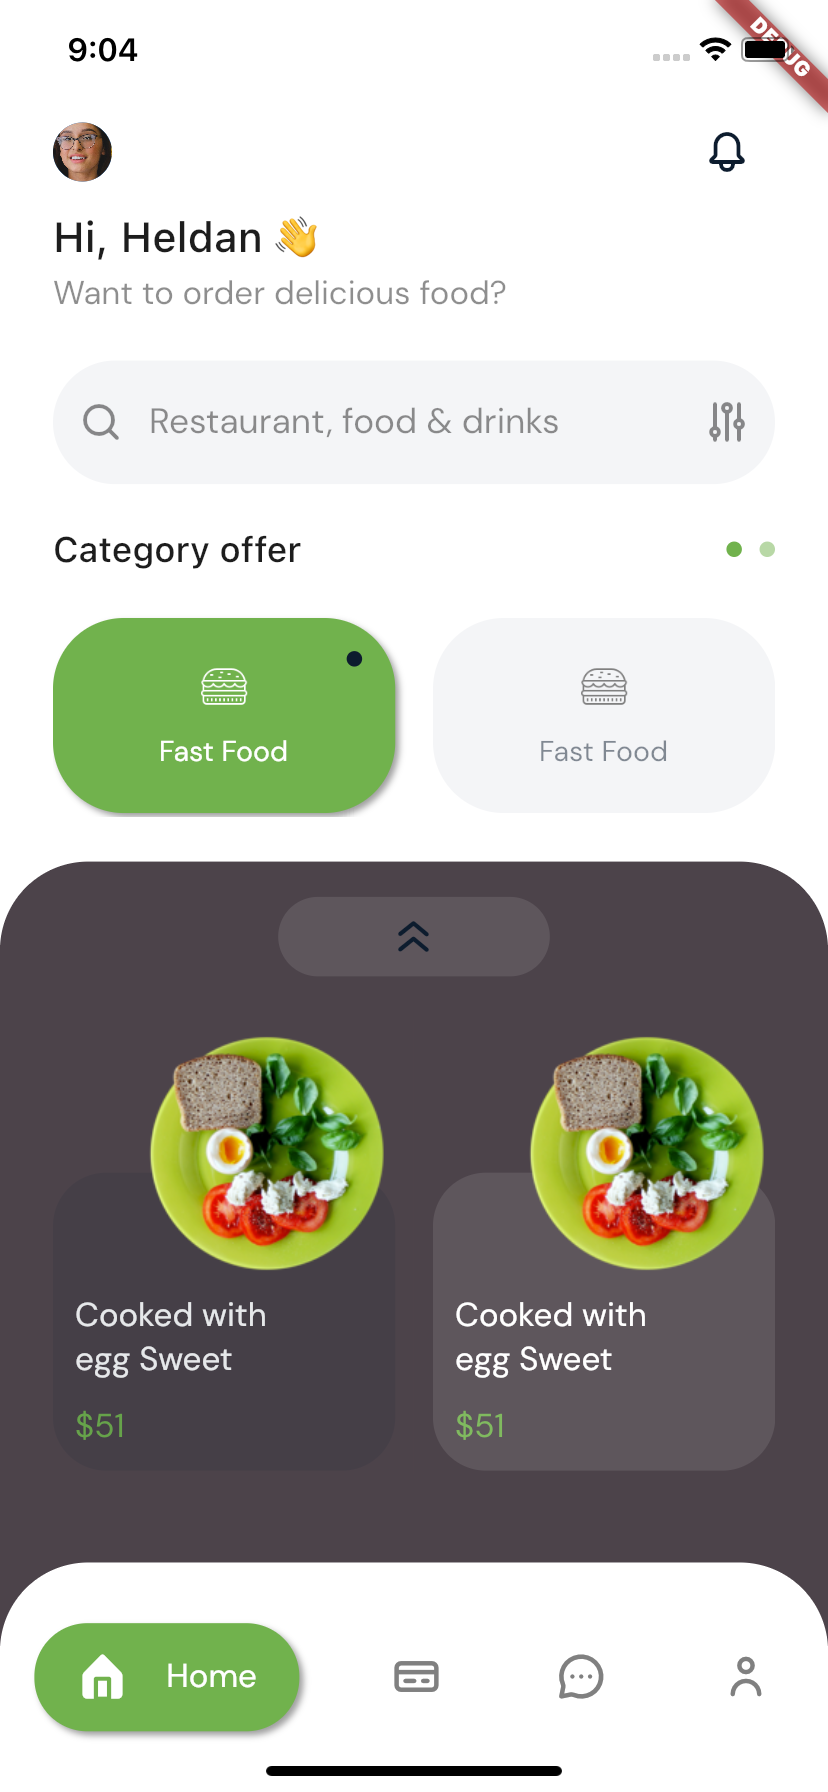 9:04
DEBUG
Hi, Heldan 👋
Want to order delicious food?
Restaurant, food & drinks
Category offer
Fast Food
Fast Food
Cooked with
egg Sweet
$51
Cooked with
egg Sweet
$51
Home